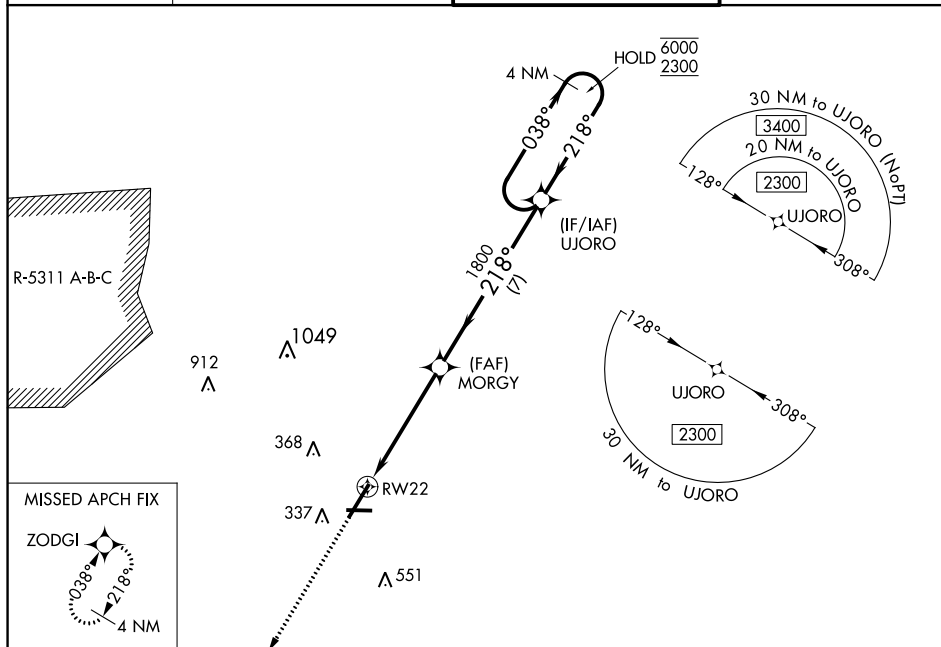 HOLD 6000
2300
4 NM
038°
218°
(IF/IAF)
UJORO
1800
218°
(7)
30 NM to UJORO (NoPT)
3400
20 NM to UJORO
2300
128°
UJORO
308°
R-5311 A-B-C
1049
912
(FAF)
MORGY
128°
UJORO
308°
2300
30 NM to UJORO
368
RW22
337
551
MISSED APCH FIX
ZODGI
038°
218°
4 NM